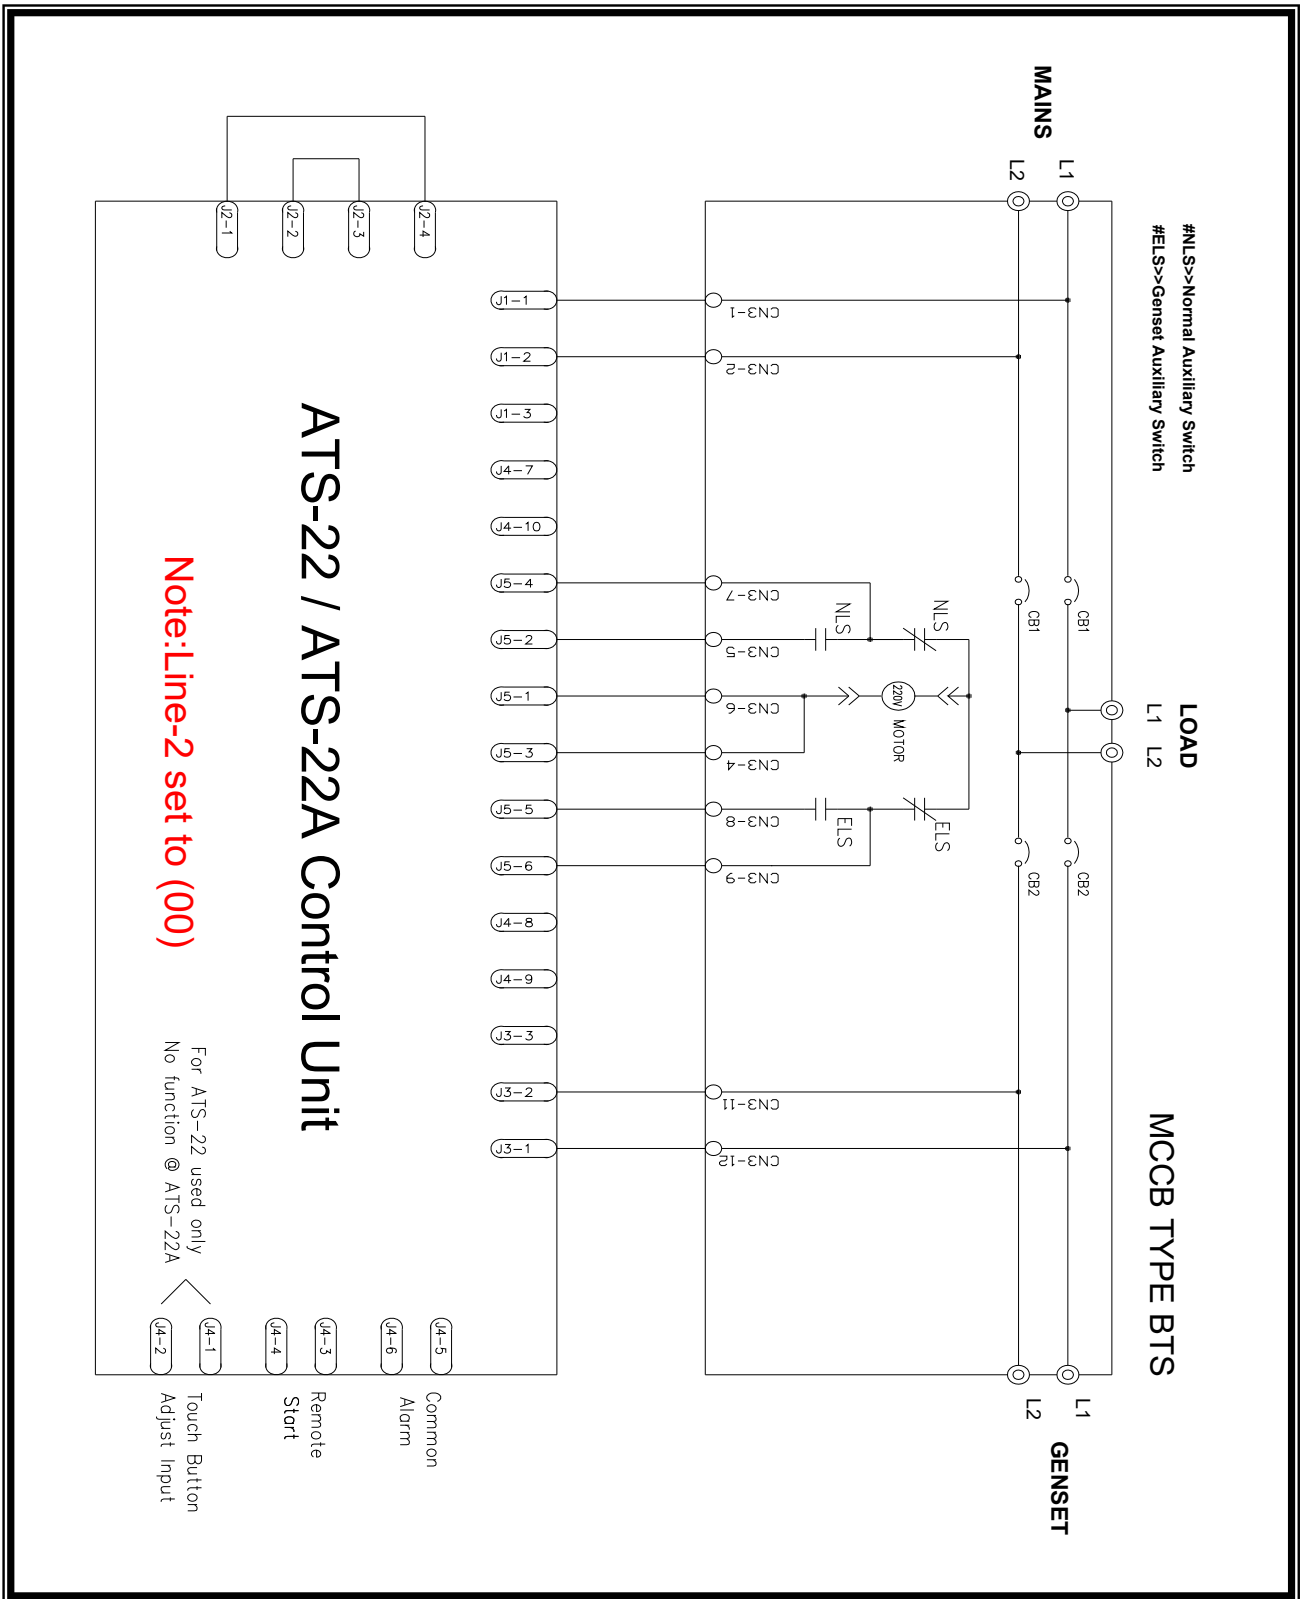 MCCB TYPE BTS
#NLS>>Normal Auxiliary Switch
#ELS>>Genset Auxiliary Switch
LOAD
L1 L2
MAINS
L1
L2
L1
L2
GENSET
CB1
CB1
CB2
CB2
NLS
NLS
220V
MOTOR
ELS
ELS
CN3-1
CN3-2
CN3-7
CN3-5
CN3-6
CN3-4
CN3-8
CN3-9
CN3-11
CN3-12
J1-1
J1-2
J1-3
J4-7
J4-10
J5-4
J5-2
J5-1
J5-3
J5-5
J5-6
J4-8
J4-9
J3-3
J3-2
J3-1
J2-4
J2-3
J2-2
J2-1
ATS-22 / ATS-22A Control Unit
Note:Line-2 set to (00)
For ATS-22 used only
No function @ ATS-22A
J4-5
J4-6
Common
Alarm
J4-3
J4-4
Remote
Start
J4-1
J4-2
Touch Button
Adjust Input